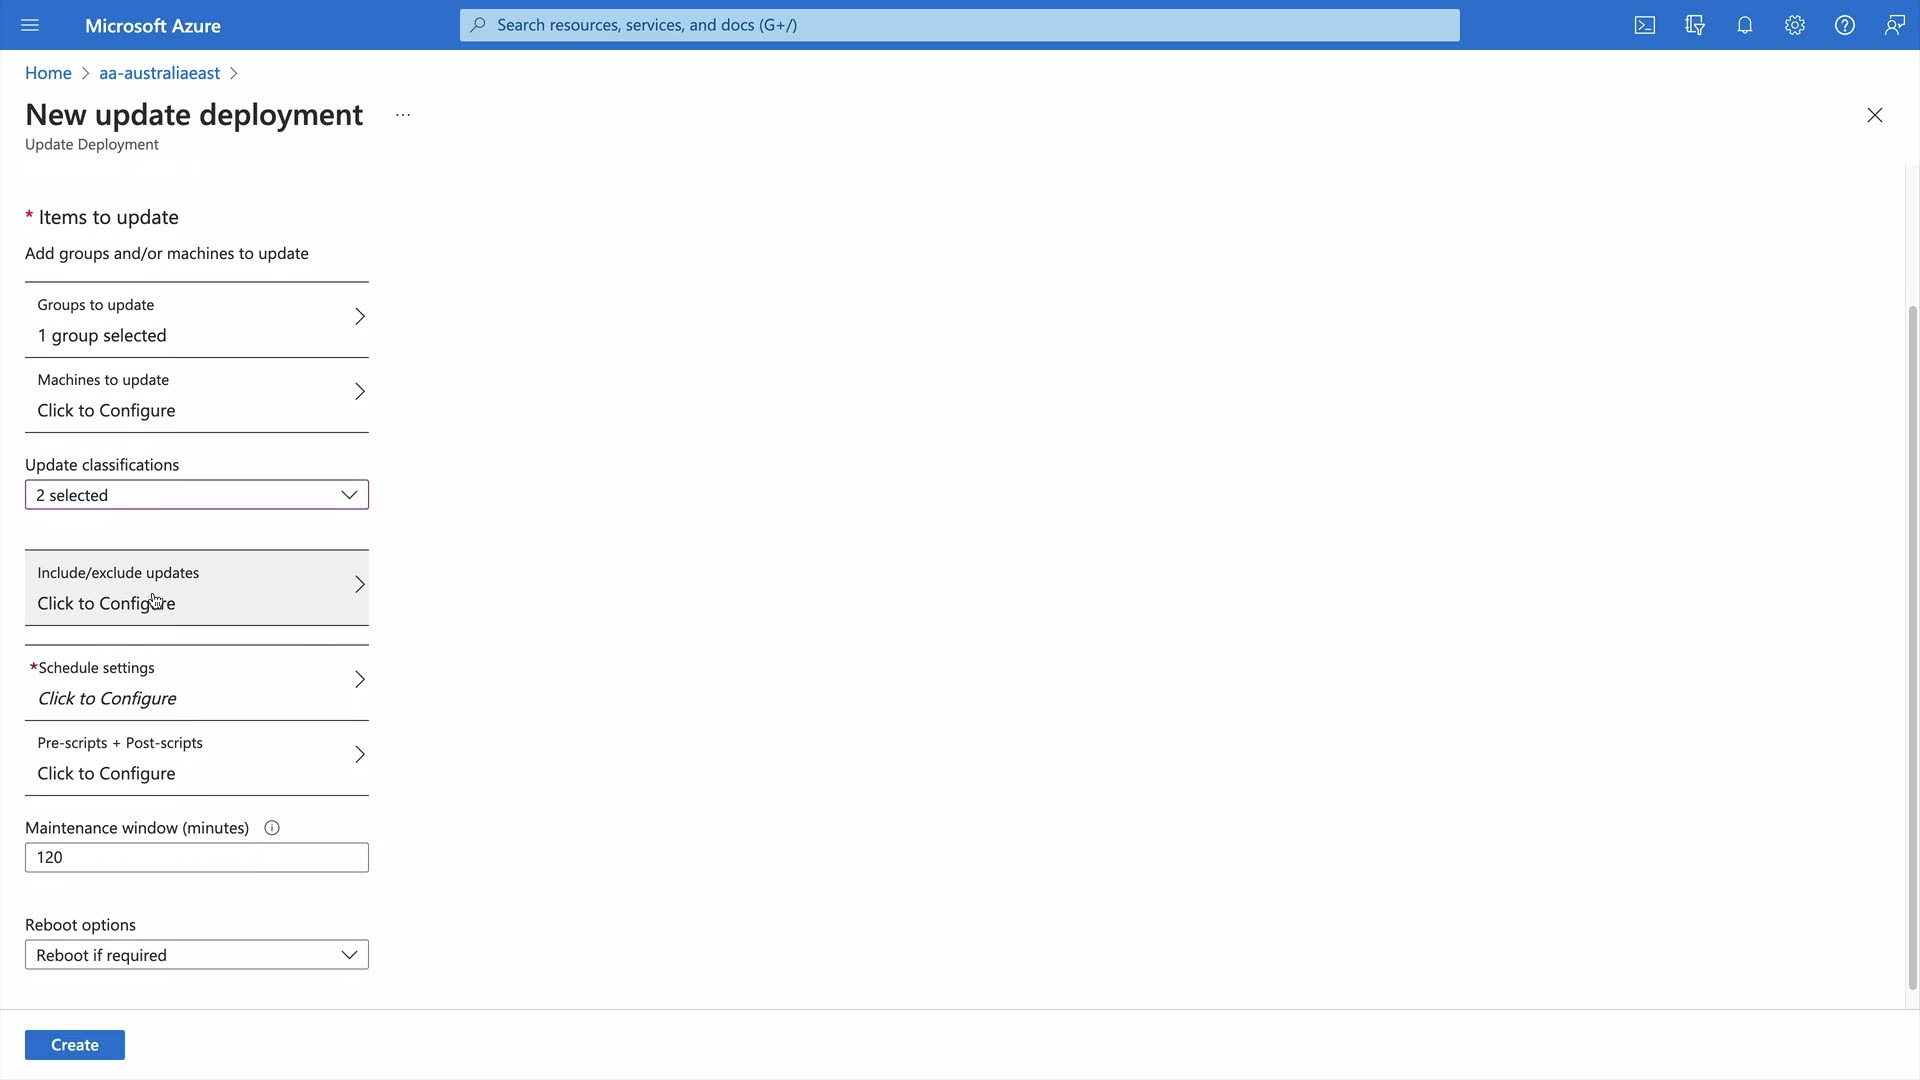 Microsoft Azure
Search resources, services, and docs (G+/)
Home > aa-australiaeast >
New update deployment ...
Update Deployment
* Items to update
Add groups and/or machines to update
Groups to update
1 group selected
Machines to update
Click to Configure
Update classifications
2 selected
Include/exclude updates
Click to Configure
*Schedule settings
Click to Configure
Pre-scripts + Post-scripts
Click to Configure
Maintenance window (minutes)
120
Reboot options
Reboot if required
Create